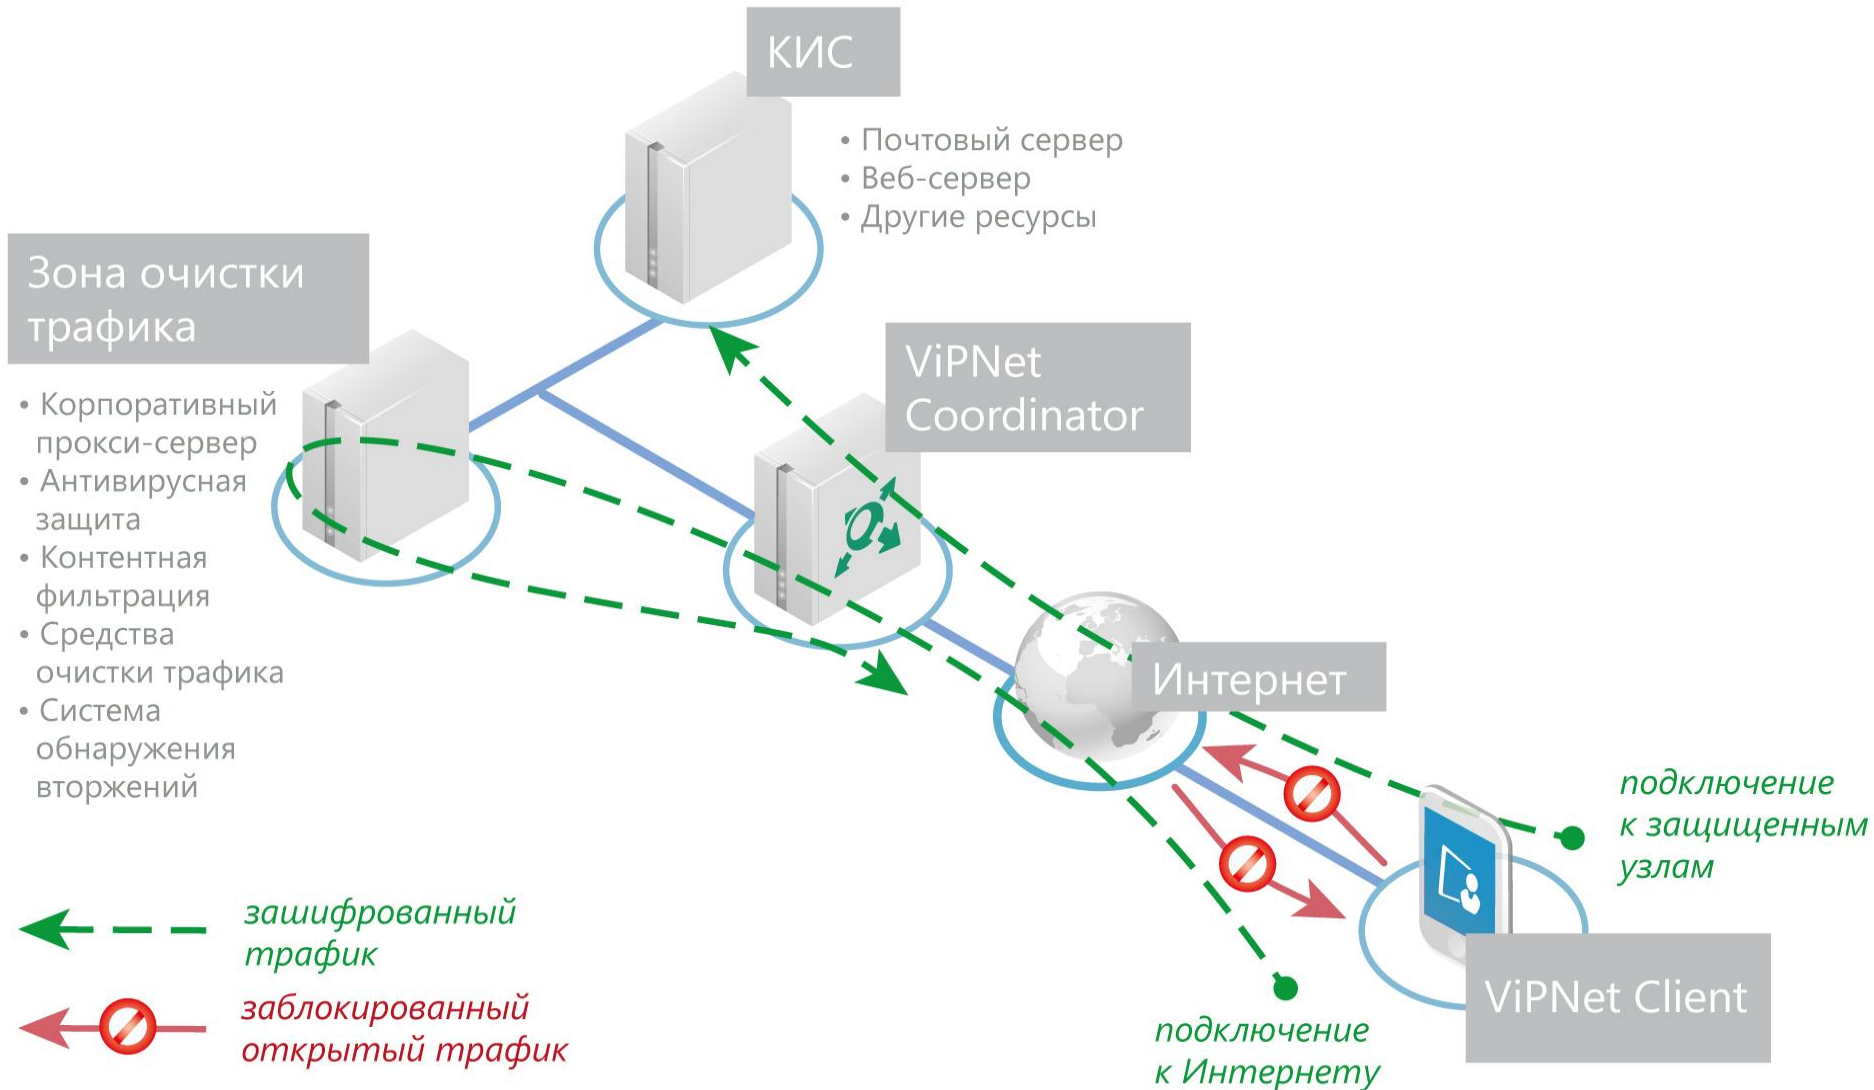 КИС
• Почтовый сервер
• Веб-сервер
• Другие ресурсы
Зона очистки
трафика
• Корпоративный
прокси-сервер
• Антивирусная
защита
• Контентная
фильтрация
• Средства
очистки трафика
• Система
обнаружения
вторжений
ViPNet
Coordinator
Интернет
подключение
к защищенным
узлам
ViPNet Client
подключение
к Интернету
зашифрованный
трафик
заблокированный
открытый трафик